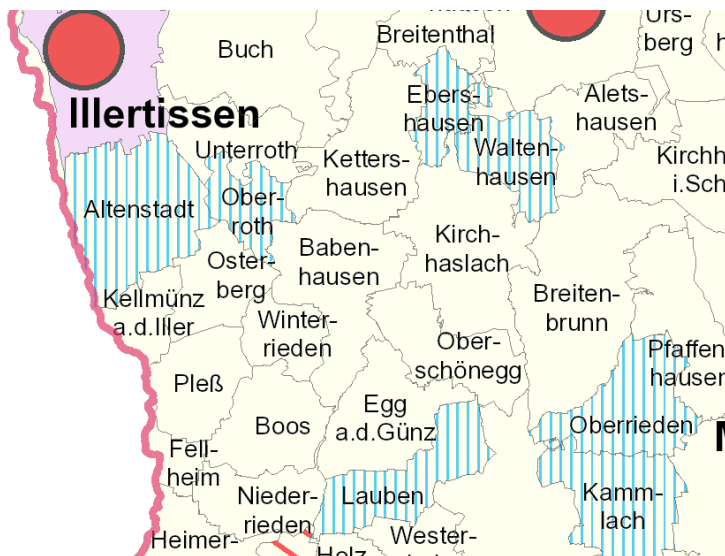 Breitenthal
Urs-
berg
Buch
Illertissen
Ebers-
hausen
Alets-
hausen
Unterroth
Ketters-
hausen
Walten-
hausen
Kirchh
i.Sch
Altenstadt
Ober-
roth
Baben-
hausen
Kirch-
haslach
Oster-
berg
Kellmünz
a.d.Iller
Breiten-
brunn
Winter-
rieden
Ober-
schönegg
Pfaffen
hausen
Pleß
Egg
a.d.Günz
Boos
Oberrieden
M
Fell-
heim
Nieder-
rieden
Lauben
Kamm-
lach
Heimer-
Holz
Wester-